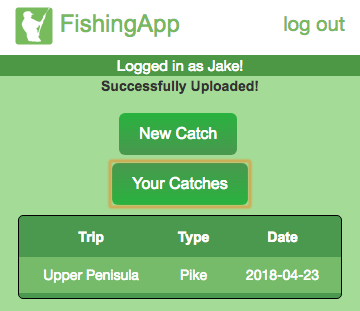 FishingApp log out
Logged in as Jake!
Successfully Uploaded!
New Catch
Your Catches
Trip Type Date
Upper Penisula Pike 2018-04-23